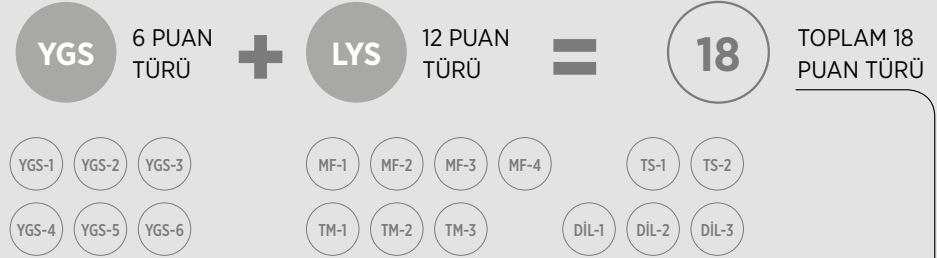 YGS 6 PUAN TÜRÜ + LYS 12 PUAN TÜRÜ = 18 TOPLAM 18 PUAN TÜRÜ
YGS-1 YGS-2 YGS-3 MF-1 MF-2 MF-3 MF-4 TS-1 TS-2
YGS-4 YGS-5 YGS-6 TM-1 TM-2 TM-3 DİL-1 DİL-2 DİL-3